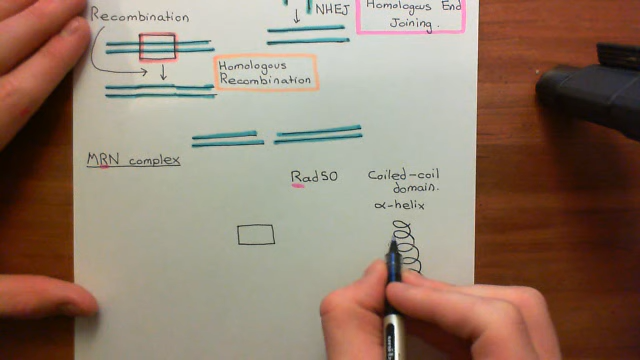 Recombination
NHEJ
Homologous End
Joining.
Homologous
Recombination
MRN complex
Rad50
Coiled-coil
domain.
α-helix